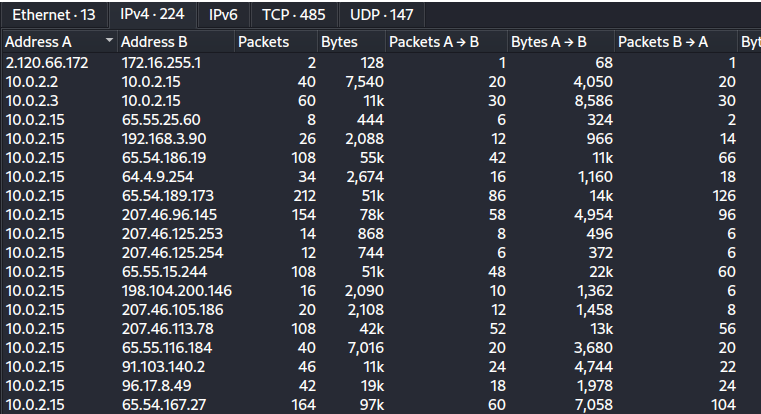 Ethernet · 13 IPv4 · 224 IPv6 TCP · 485 UDP · 147
Address A Address B Packets Bytes Packets A → B Bytes A → B Packets B → A Byt
2.120.66.172 172.16.255.1 2 128 1 68 1
10.0.2.2 10.0.2.15 40 7,540 20 4,050 20
10.0.2.3 10.0.2.15 60 11k 30 8,586 30
10.0.2.15 65.55.25.60 8 444 6 324 2
10.0.2.15 192.168.3.90 26 2,088 12 966 14
10.0.2.15 65.54.186.19 108 55k 42 11k 66
10.0.2.15 64.4.9.254 34 2,674 16 1,160 18
10.0.2.15 65.54.189.173 212 51k 86 14k 126
10.0.2.15 207.46.96.145 154 78k 58 4,954 96
10.0.2.15 207.46.125.253 14 868 8 496 6
10.0.2.15 207.46.125.254 12 744 6 372 6
10.0.2.15 65.55.15.244 108 51k 48 22k 60
10.0.2.15 198.104.200.146 16 2,090 10 1,362 6
10.0.2.15 207.46.105.186 20 2,108 12 1,458 8
10.0.2.15 207.46.113.78 108 42k 52 13k 56
10.0.2.15 65.55.116.184 40 7,016 20 3,680 20
10.0.2.15 91.103.140.2 46 11k 24 4,744 22
10.0.2.15 96.17.8.49 42 19k 18 1,978 24
10.0.2.15 65.54.167.27 164 97k 60 7,058 104